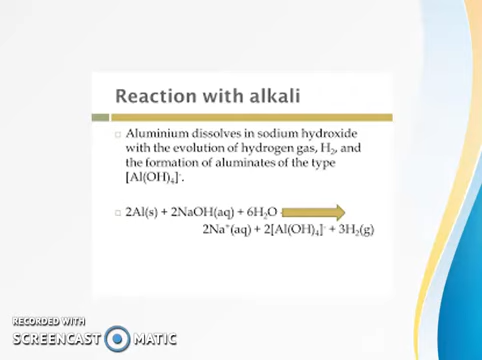 Reaction with alkali
Aluminium dissolves in sodium hydroxide
with the evolution of hydrogen gas, H₂, and
the formation of aluminates of the type
[Al(OH)₄]⁻.
2Al(s) + 2NaOH(aq) + 6H₂O
2Na⁺(aq) + 2[Al(OH)₄]⁻ + 3H₂(g)
RECORDED WITH
SCREENCAST MATIC